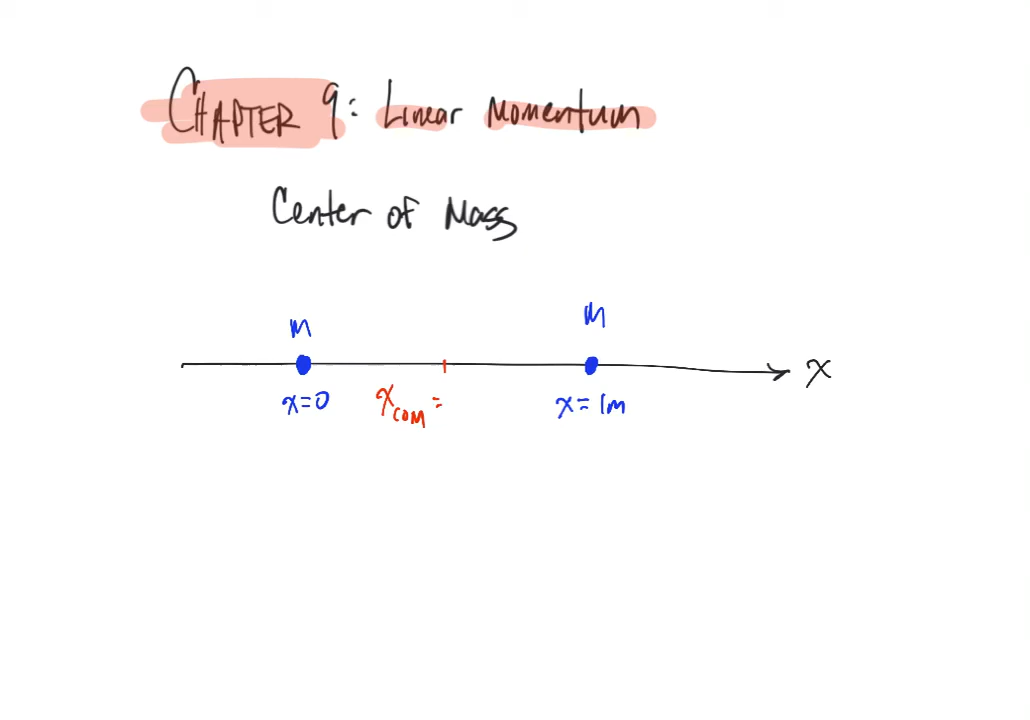 CHAPTER 9: Linear Momentum
Center of Mass
m m
x
x=0 xCOM = x=1m